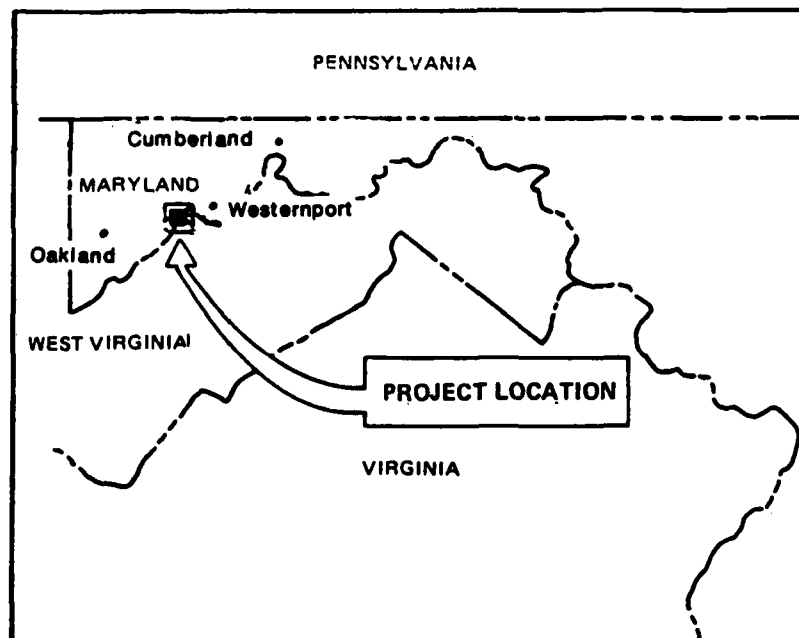 PENNSYLVANIA
Cumberland
MARYLAND
Westernport
Oakland
WEST VIRGINIA
PROJECT LOCATION
VIRGINIA